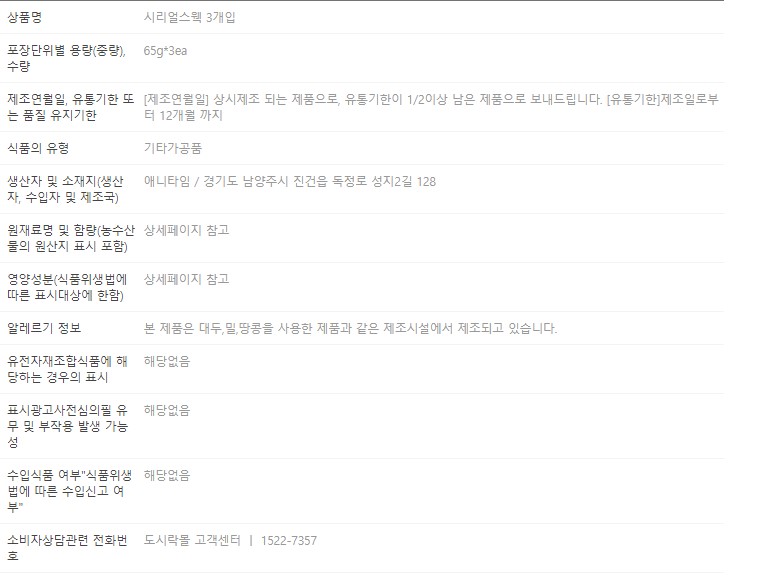 상품명 시리얼스웩 3개입
포장단위별 용량(중량), 65g*3ea
수량
제조연월일, 유통기한 또 [제조연월일] 상시제조 되는 제품으로, 유통기한이 1/2이상 남은 제품으로 보내드립니다. [유통기한]제조일로부
는 품질 유지기한 터 12개월 까지
식품의 유형 기타가공품
생산자 및 소재지(생산 애니타임 / 경기도 남양주시 진건읍 독정로 성지2길 128
자, 수입자 및 제조국)
원재료명 및 함량(농수산 상세페이지 참고
물의 원산지 표시 포함)
영양성분(식품위생법에 상세페이지 참고
따른 표시대상에 한함)
알레르기 정보 본 제품은 대두,밀,땅콩을 사용한 제품과 같은 제조시설에서 제조되고 있습니다.
유전자재조합식품에 해 해당없음
당하는 경우의 표시
표시광고사전심의필 유 해당없음
무 및 부작용 발생 가능
성
수입식품 여부"식품위생 해당없음
법에 따른 수입신고 여
부"
소비자상담관련 전화번 도시락몰 고객센터 ㅣ 1522-7357
호